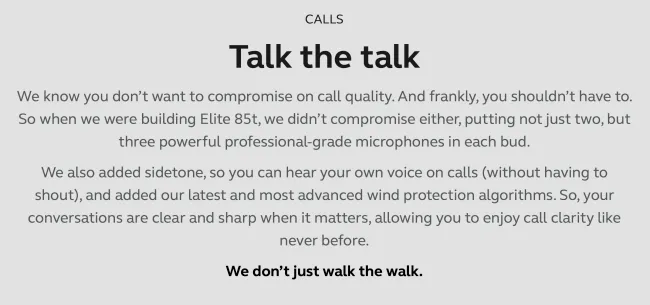 CALLS
Talk the talk
We know you don’t want to compromise on call quality. And frankly, you shouldn’t have to.
So when we were building Elite 85t, we didn’t compromise either, putting not just two, but
three powerful professional-grade microphones in each bud.
We also added sidetone, so you can hear your own voice on calls (without having to
shout), and added our latest and most advanced wind protection algorithms. So, your
conversations are clear and sharp when it matters, allowing you to enjoy call clarity like
never before.
We don’t just walk the walk.